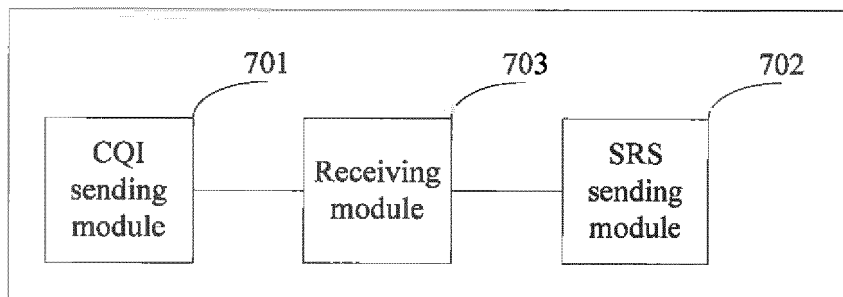 701
703
702
CQI
sending
module
Receiving
module
SRS
sending
module